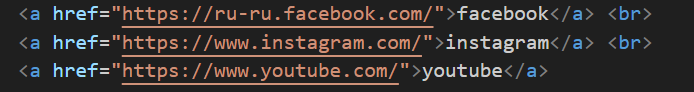 <a href="https://ru-ru.facebook.com/">facebook</a> <br>
<a href="https://www.instagram.com/">instagram</a> <br>
<a href="https://www.youtube.com/">youtube</a>